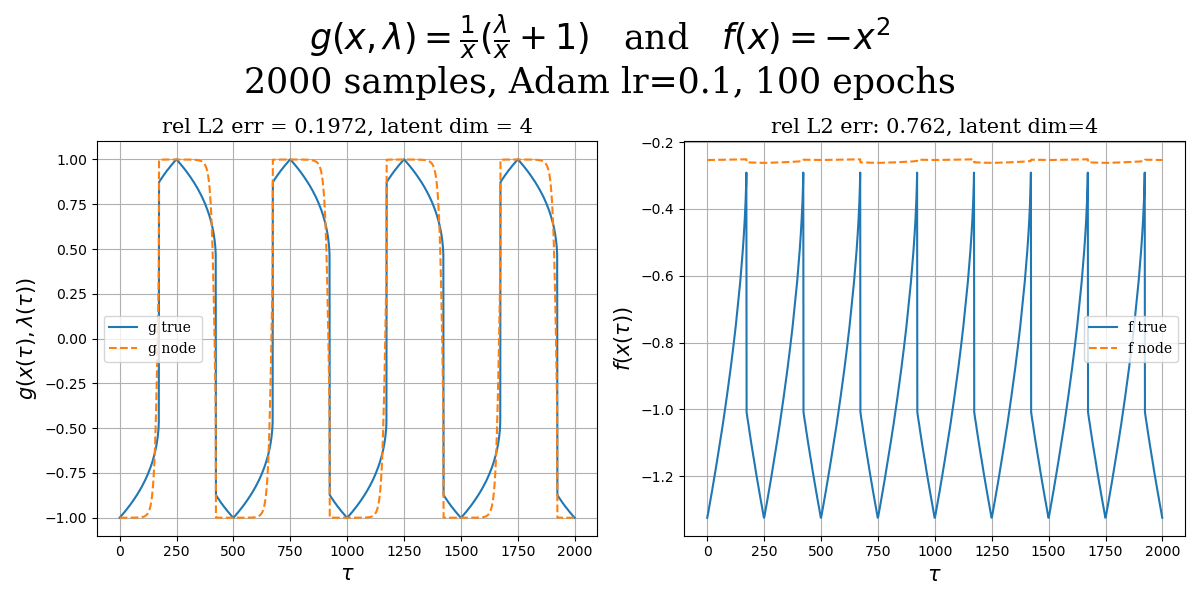 g(x, λ) = 1/x(λ/x + 1)   and   f(x) = −x²
2000 samples, Adam lr=0.1, 100 epochs
rel L2 err = 0.1972, latent dim = 4
1.00
0.75
0.50
0.25
0.00
−0.25
−0.50
−0.75
−1.00
g(x(τ), λ(τ))
g true
g node
0 250 500 750 1000 1250 1500 1750 2000
τ
rel L2 err: 0.762, latent dim=4
−0.2
−0.4
−0.6
−0.8
−1.0
−1.2
f(x(τ))
f true
f node
0 250 500 750 1000 1250 1500 1750 2000
τ